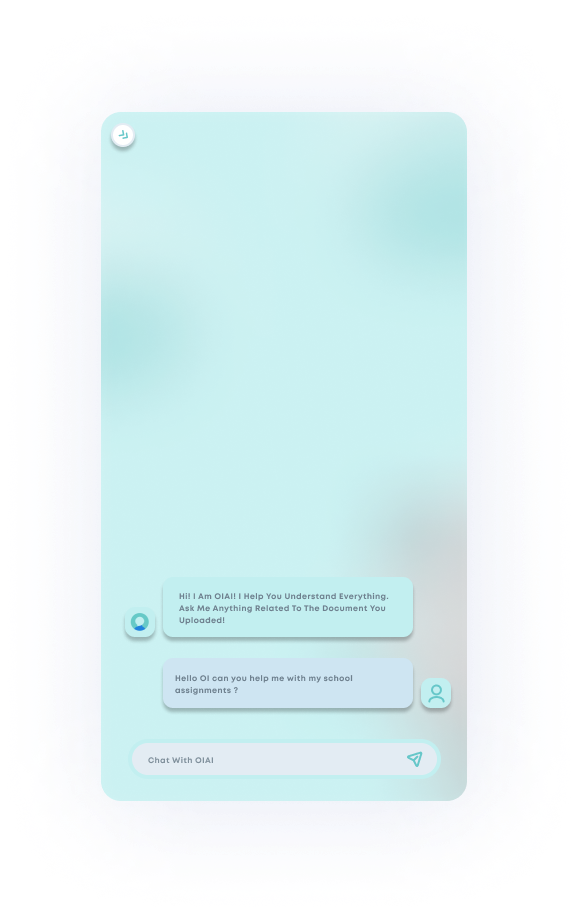 Hi! I Am OIAI! I Help You Understand Everything.
Ask Me Anything Related To The Document You
Uploaded!
Hello OI can you help me with my school
assignments ?
Chat With OIAI